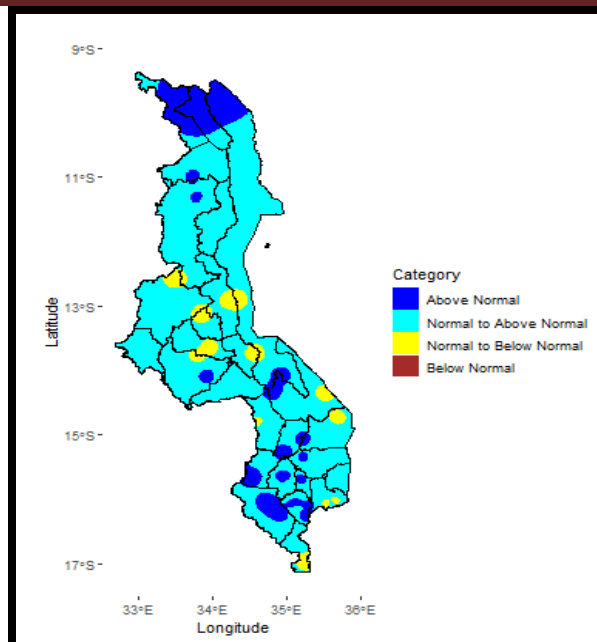 9°S
11°S
13°S
15°S
17°S
Latitude
33°E 34°E 35°E 36°E
Longitude
Category
Above Normal
Normal to Above Normal
Normal to Below Normal
Below Normal